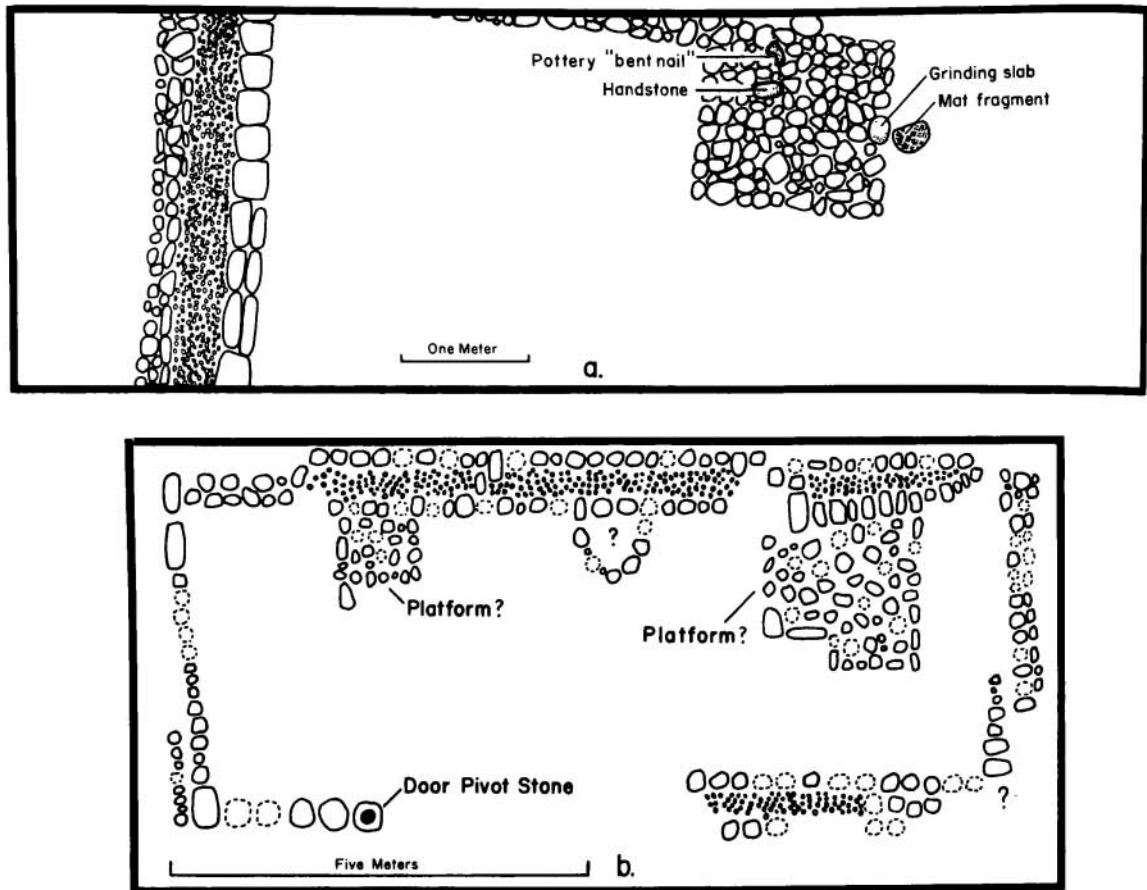 Pottery "bent nail"
Handstone
Grinding slab
Mat fragment
One Meter
a.
?
Platform?
Platform?
Door Pivot Stone
?
Five Meters
b.